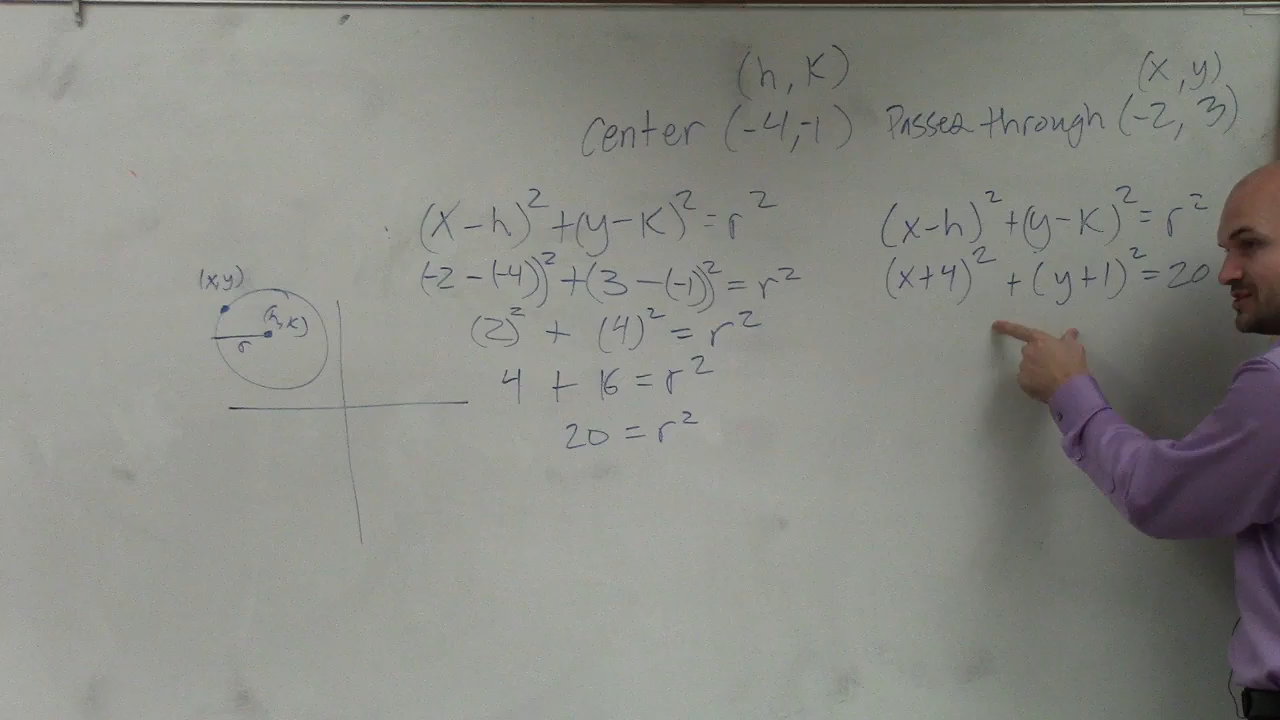 (h, K) (x, y)
Center (-4, -1) Passes through (-2, 3)
(x-h)² + (y-K)² = r²
(-2 - (-4))² + (3 - (-1))² = r²
(2)² + (4)² = r²
4 + 16 = r²
20 = r²
(x-h)² + (y-K)² = r²
(x+4)² + (y+1)² = 20
(x,y)
(h, K)
r